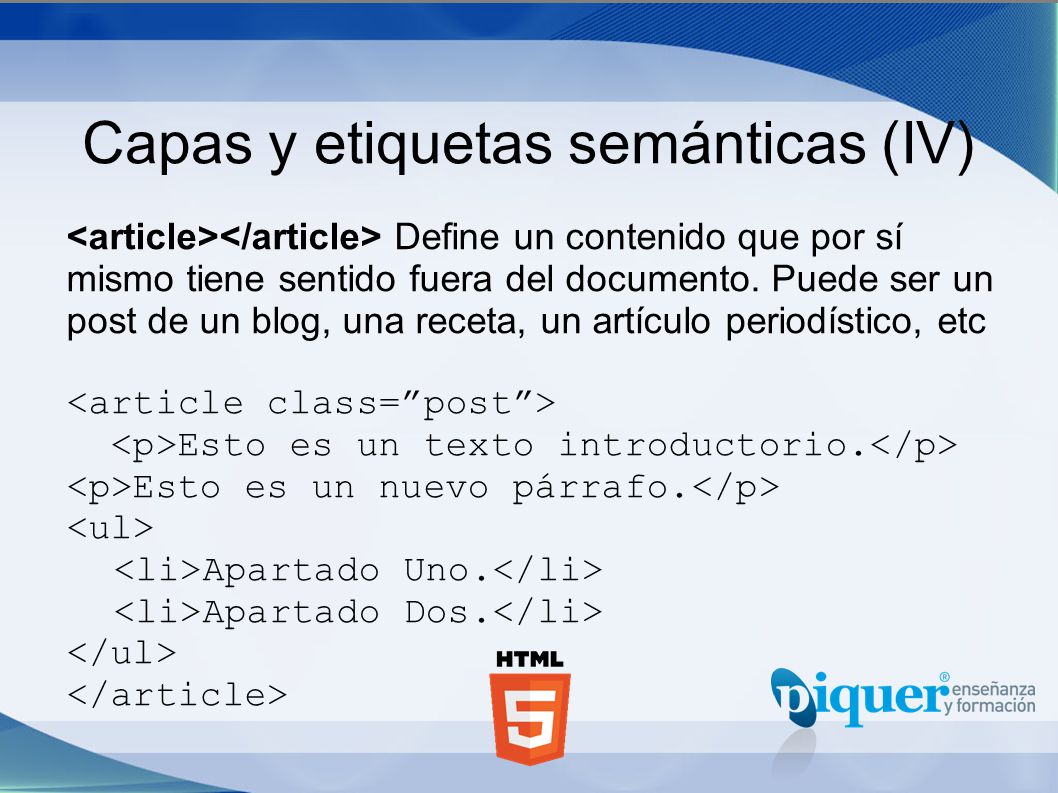 Capas y etiquetas semánticas (IV)
<article></article> Define un contenido que por sí
mismo tiene sentido fuera del documento. Puede ser un
post de un blog, una receta, un artículo periodístico, etc
<article class=”post”>
<p>Esto es un texto introductorio.</p>
<p>Esto es un nuevo párrafo.</p>
<ul>
<li>Apartado Uno.</li>
<li>Apartado Dos.</li>
</ul>
</article>
HTML
5
piquer®
enseñanza
y formación